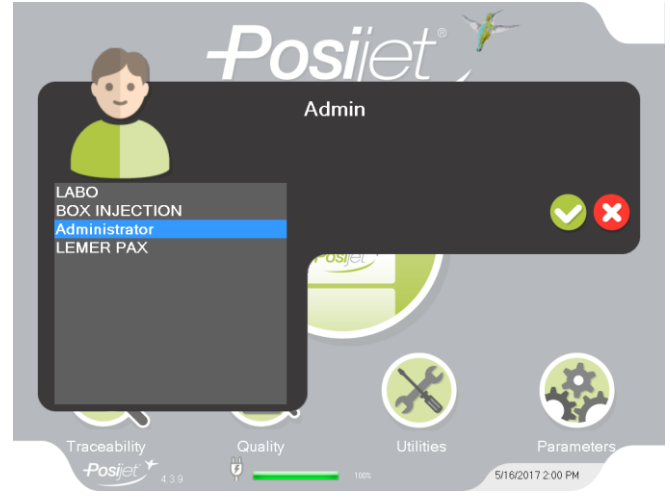 Posijet®
Admin
LABO
BOX INJECTION
Administrator
LEMER PAX
Posijet
Traceability
Quality
Utilities
Parameters
Posijet 4.3.9
100%
5/16/2017 2:00 PM